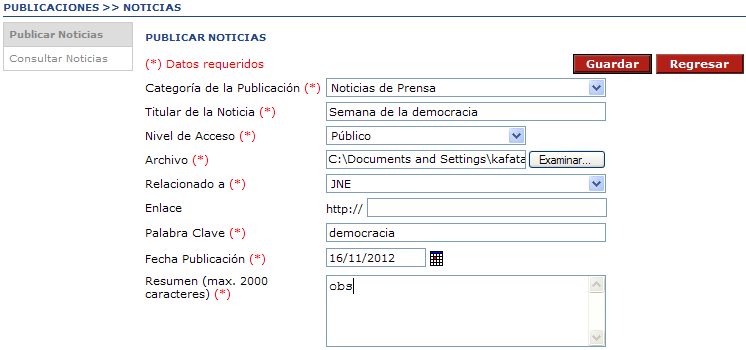 PUBLICACIONES >> NOTICIAS
Publicar Noticias
Consultar Noticias
PUBLICAR NOTICIAS
(*) Datos requeridos
Guardar Regresar
Categoría de la Publicación (*) Noticias de Prensa
Titular de la Noticia (*) Semana de la democracia
Nivel de Acceso (*) Público
Archivo (*) C:\Documents and Settings\kafata Examinar...
Relacionado a (*) JNE
Enlace http://
Palabra Clave (*) democracia
Fecha Publicación (*) 16/11/2012
Resumen (max. 2000
caracteres) (*) obs